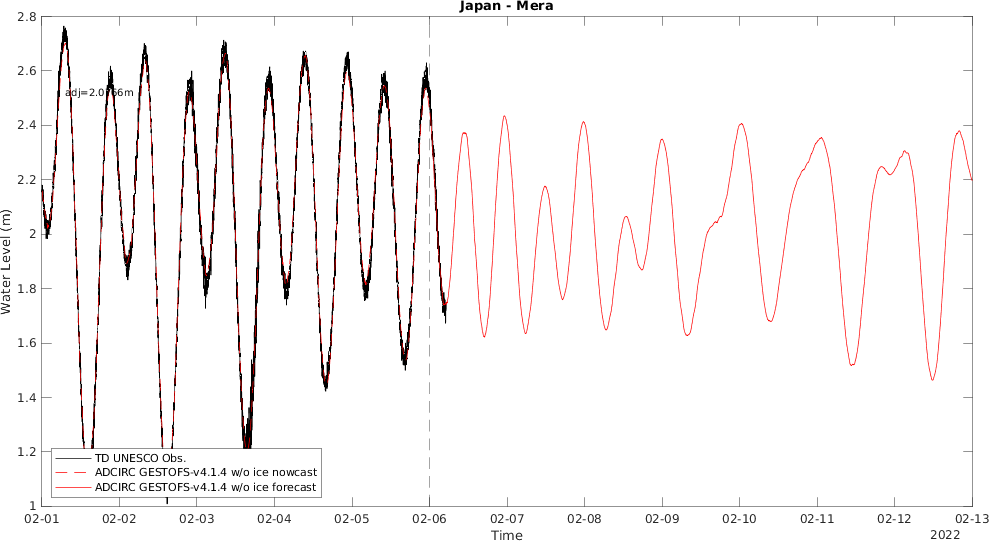 Japan - Mera
2.8
2.6
2.4
2.2
2
1.8
1.6
1.4
1.2
1
Water Level (m)
TD UNESCO Obs.
ADCIRC GESTOFS-v4.1.4 w/o ice nowcast
ADCIRC GESTOFS-v4.1.4 w/o ice forecast
02-01 02-02 02-03 02-04 02-05 02-06 02-07 02-08 02-09 02-10 02-11 02-12 02-13
Time
2022